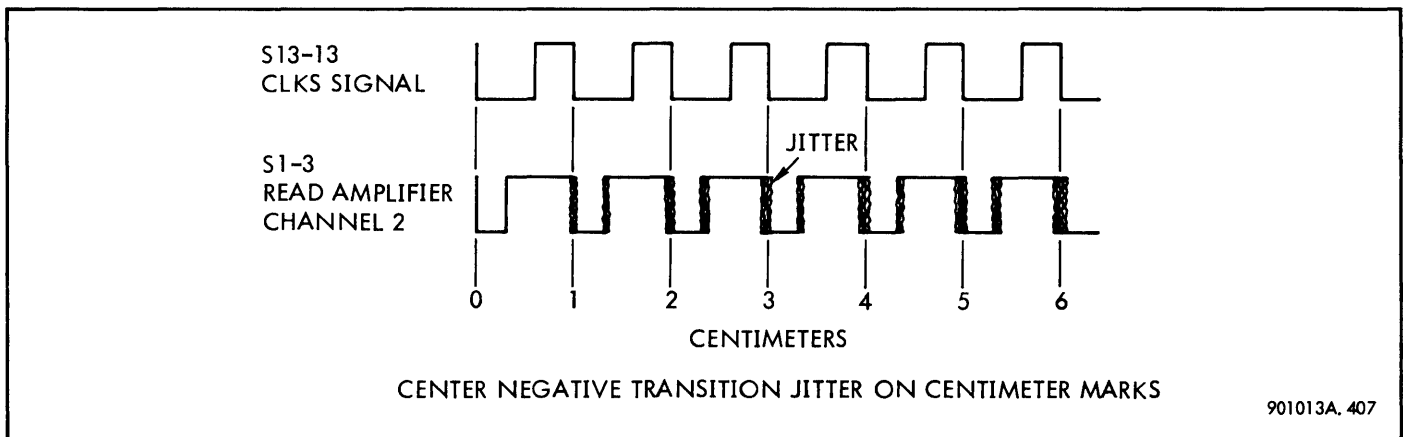 S13-13
CLKS SIGNAL
JITTER
S1-3
READ AMPLIFIER
CHANNEL 2
0 1 2 3 4 5 6
CENTIMETERS
CENTER NEGATIVE TRANSITION JITTER ON CENTIMETER MARKS
901013A. 407